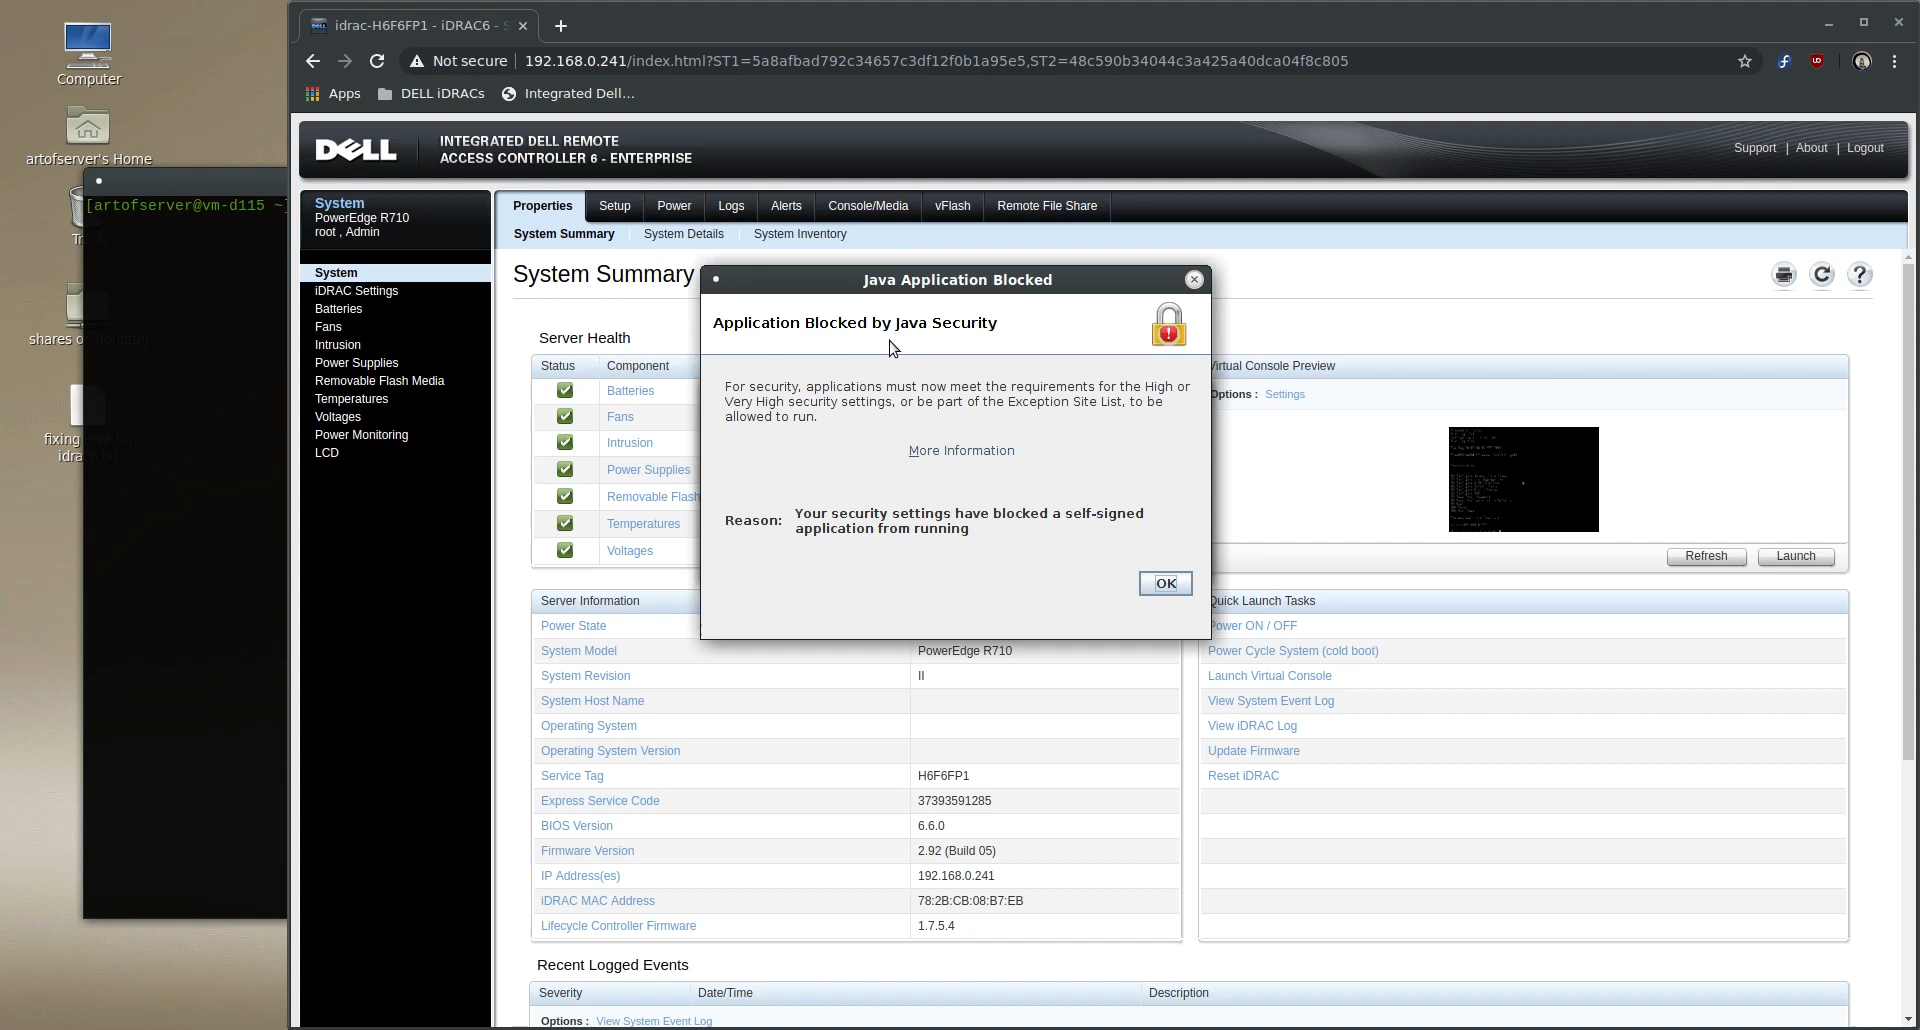 Computer
artofserver's Home
[artofserver@vm-d115 ~]
idrac-H6F6FP1 - iDRAC6 - S
Not secure
192.168.0.241/index.html?ST1=5a8afbad792c34657c3df12f0b1a95e5,ST2=48c590b34044c3a425a40dca04f8c805
Apps
DELL iDRACs
Integrated Dell...
DELL
INTEGRATED DELL REMOTE
ACCESS CONTROLLER 6 - ENTERPRISE
Support | About | Logout
System
PowerEdge R710
root , Admin
System
iDRAC Settings
Batteries
Fans
Intrusion
Power Supplies
Removable Flash Media
Temperatures
Voltages
Power Monitoring
LCD
Properties
Setup
Power
Logs
Alerts
Console/Media
vFlash
Remote File Share
System Summary
System Details
System Inventory
System Summary
Server Health
Status
Component
Batteries
Fans
Intrusion
Power Supplies
Removable Flash
Temperatures
Voltages
Java Application Blocked
Application Blocked by Java Security
For security, applications must now meet the requirements for the High or
Very High security settings, or be part of the Exception Site List, to be
allowed to run.
More Information
Reason:
Your security settings have blocked a self-signed
application from running
OK
Virtual Console Preview
Options : Settings
Refresh
Launch
Server Information
Power State
System Model PowerEdge R710
System Revision II
System Host Name
Operating System
Operating System Version
Service Tag H6F6FP1
Express Service Code 37393591285
BIOS Version 6.6.0
Firmware Version 2.92 (Build 05)
IP Address(es) 192.168.0.241
iDRAC MAC Address 78:2B:CB:08:B7:EB
Lifecycle Controller Firmware 1.7.5.4
Quick Launch Tasks
Power ON / OFF
Power Cycle System (cold boot)
Launch Virtual Console
View System Event Log
View iDRAC Log
Update Firmware
Reset iDRAC
Recent Logged Events
Severity
Date/Time
Description
Options : View System Event Log